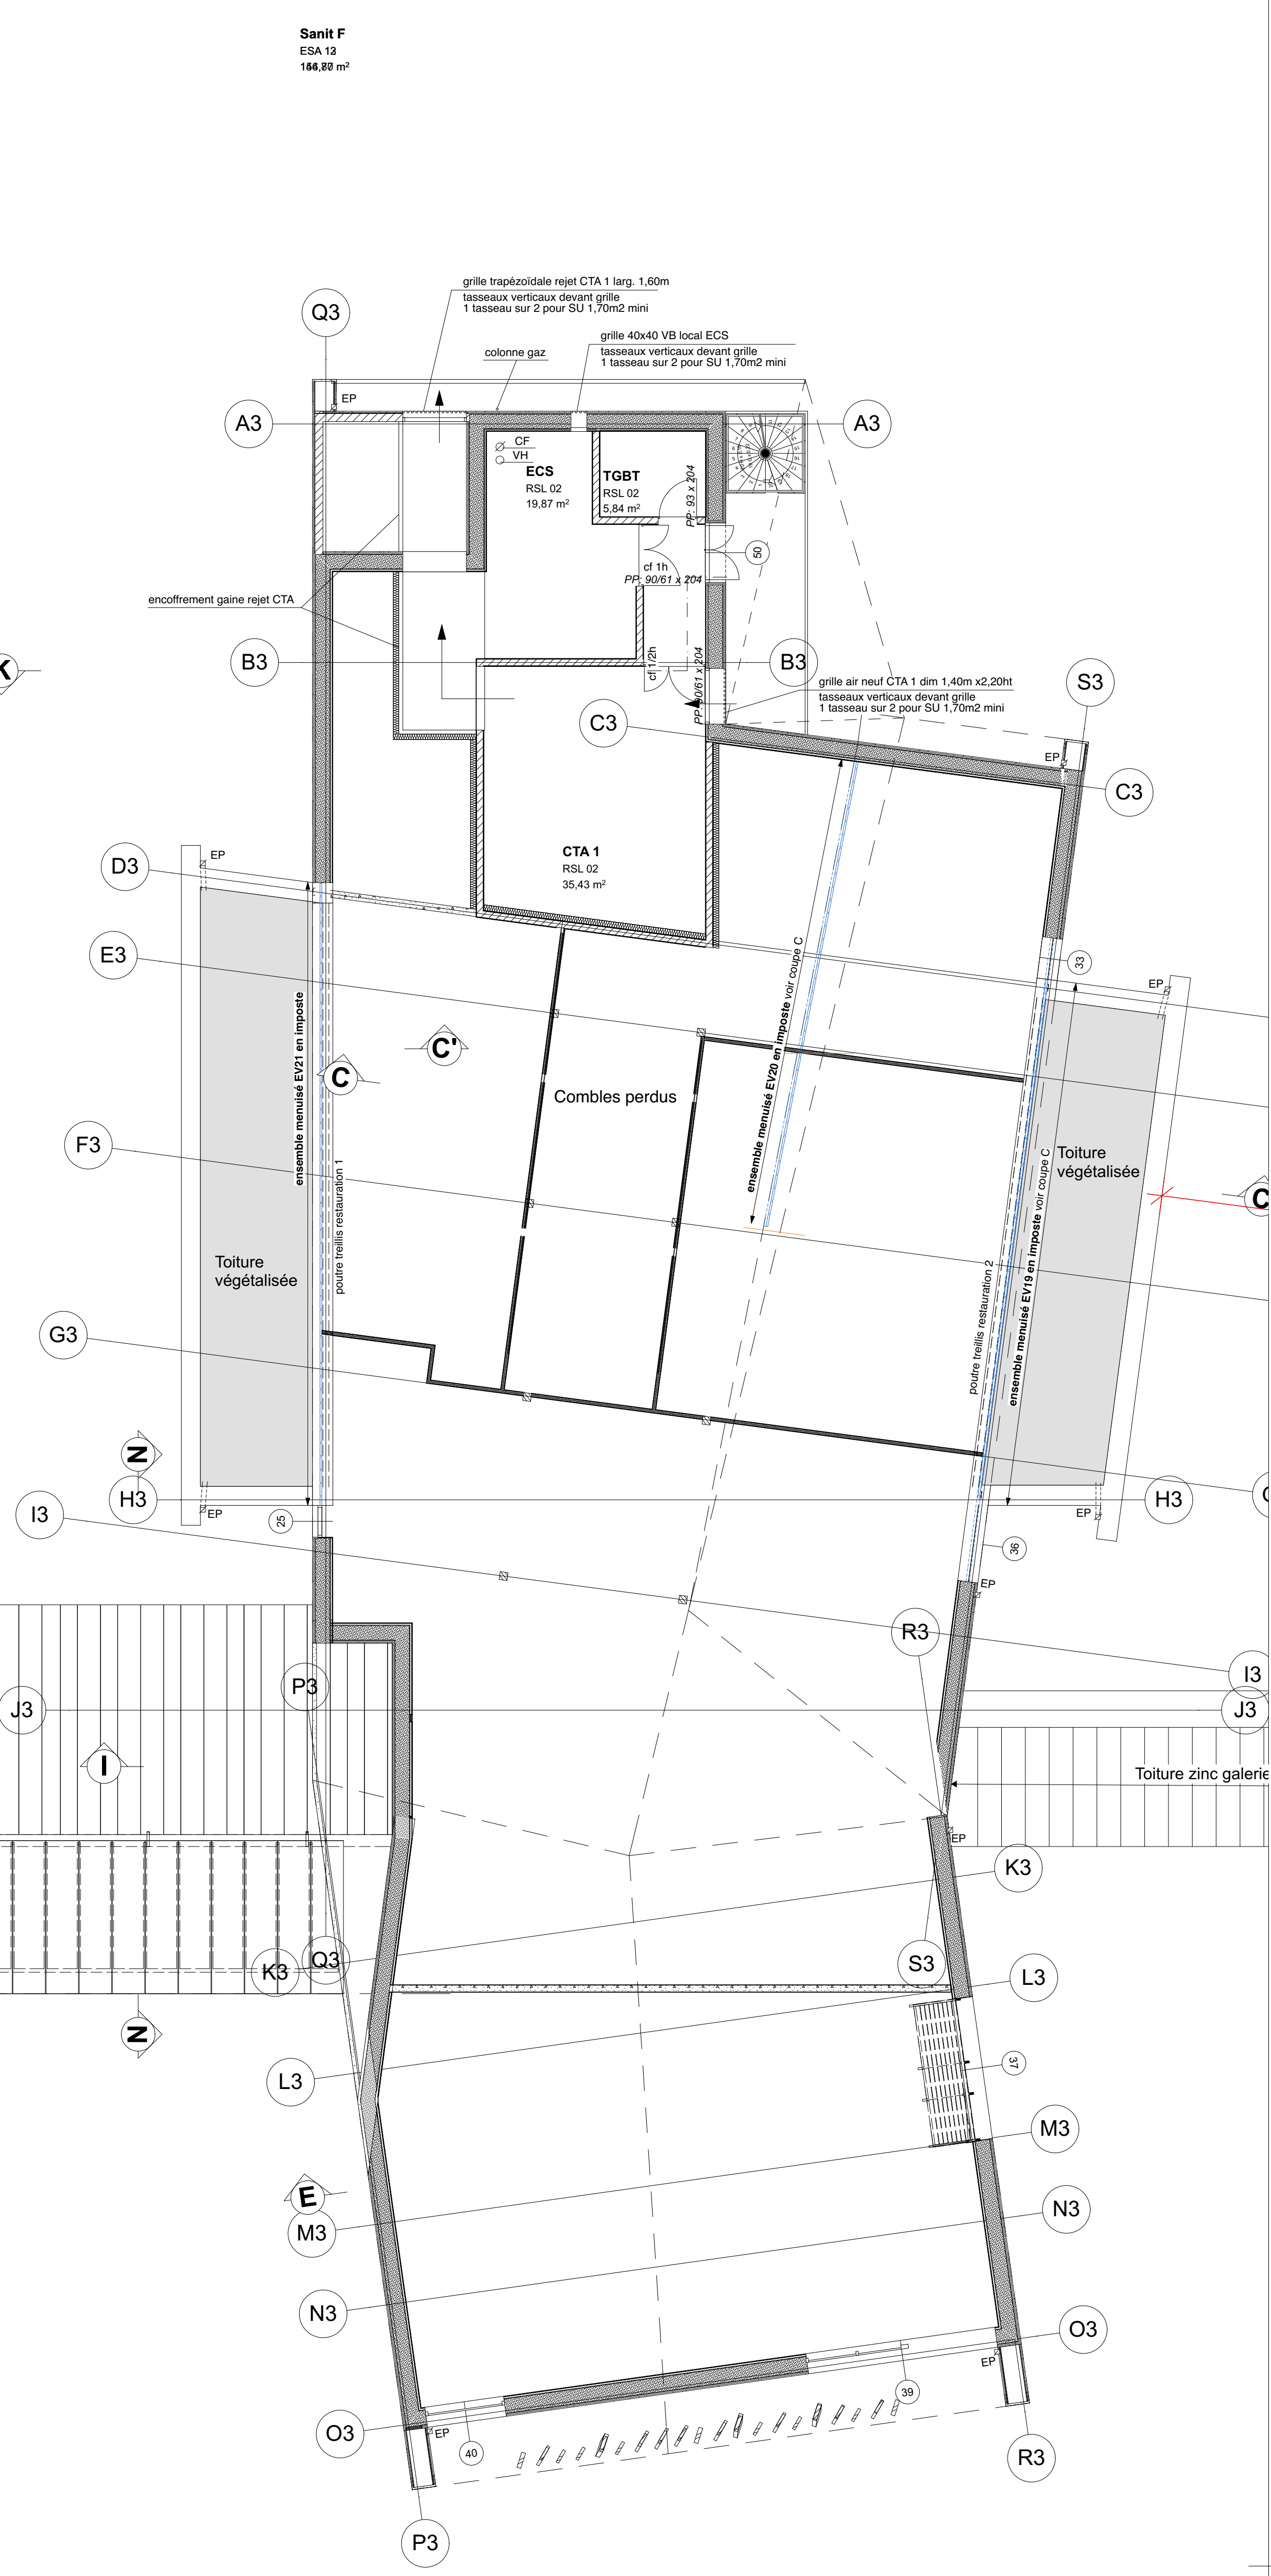 Sanit F
ESA 13
grille trapézoïdale rejet CTA 1 larg. 1,60m
tasseaux verticaux devant grille
1 tasseau sur 2 pour SU 1,70m2 mini
Q3
grille 40x40 VB local ECS
tasseaux verticaux devant grille
1 tasseau sur 2 pour SU 1,70m2 mini
colonne gaz
EP
A3
A3
CF
VH
ECS
RSL 02
19,87 m²
TGBT
RSL 02
5,84 m²
PP: 93 x 204
50
cf 1h
PP: 90/61 x 204
encoffrement gaine rejet CTA
B3
cf 1/2h
PP: 90/61 x 204
B3
K
grille air neuf CTA 1 dim 1,40m x2,20ht
tasseaux verticaux devant grille
1 tasseau sur 2 pour SU 1,70m2 mini
S3
C3
EP
C3
CTA 1
RSL 02
35,43 m²
D3
EP
E3
33
EP
ensemble menuisé EV21 en imposte
ensemble menuisé EV20 en imposte voir coupe C
C'
C
Combles perdus
F3
Toiture
végétalisée
C
poutre treillis restauration 1
Toiture
végétalisée
poutre treillis restauration 2
ensemble menuisé EV19 en imposte voir coupe C
G3
N
H3
H3
EP
EP
I3
25
36
EP
R3
I3
P3
J3
J3
I
Toiture zinc galerie
EP
K3
K3
Q3
S3
L3
N
L3
37
M3
E
M3
N3
N3
O3
EP
39
O3
EP
40
R3
P3